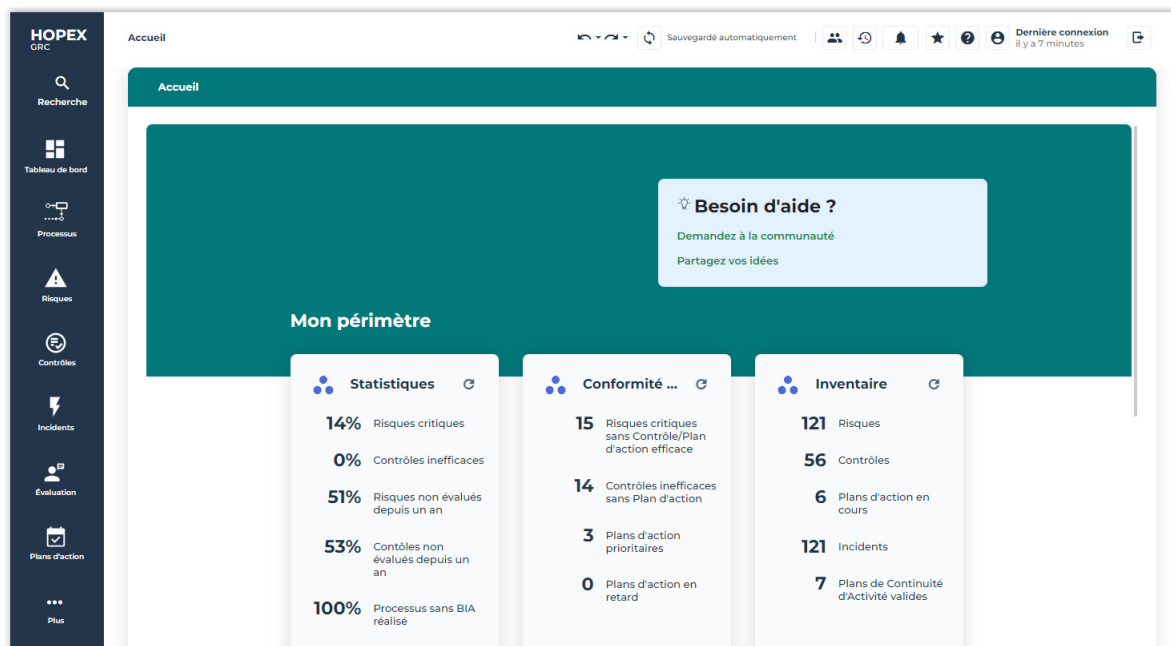 HOPEX
GRC
Accueil
Sauvegardé automatiquement
Dernière connexion
il y a 7 minutes
Recherche
Tableau de bord
Processus
Risques
Contrôles
Incidents
Évaluation
Plans d'action
Plus
Accueil
Besoin d'aide ?
Demandez à la communauté
Partagez vos idées
Mon périmètre
Statistiques
14% Risques critiques
0% Contrôles inefficaces
51% Risques non évalués
depuis un an
53% Contôles non
évalués depuis un
an
100% Processus sans BIA
réalisé
Conformité ...
15 Risques critiques
sans Contrôle/Plan
d'action efficace
14 Contrôles inefficaces
sans Plan d'action
3 Plans d'action
prioritaires
0 Plans d'action en
retard
Inventaire
121 Risques
56 Contrôles
6 Plans d'action en
cours
121 Incidents
7 Plans de Continuité
d'Activité valides